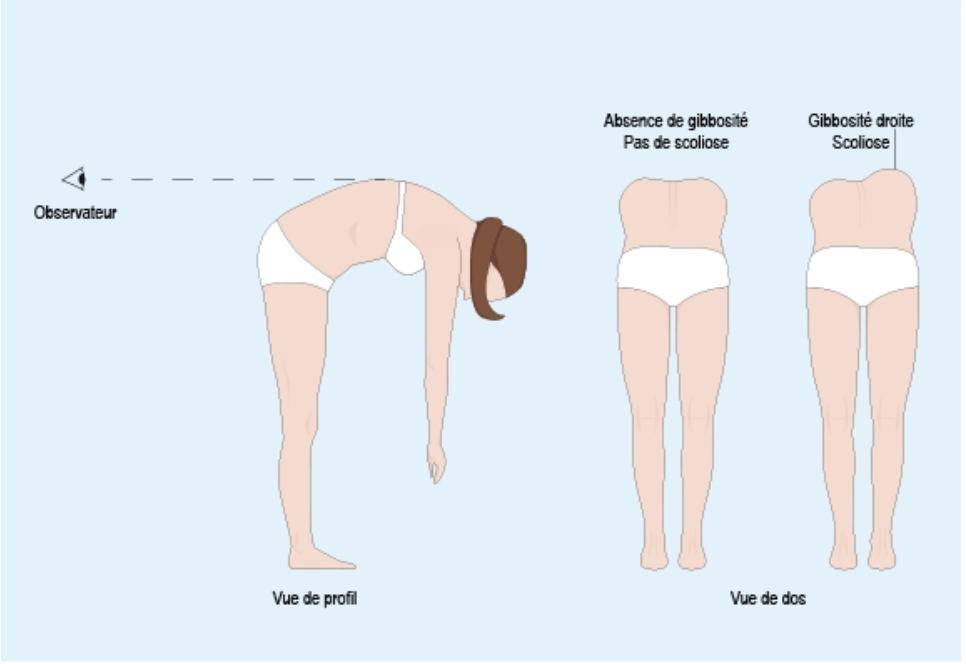 Absence de gibbosité
Pas de scoliose
Gibbosité droite
Scoliose
Observateur
Vue de profil
Vue de dos